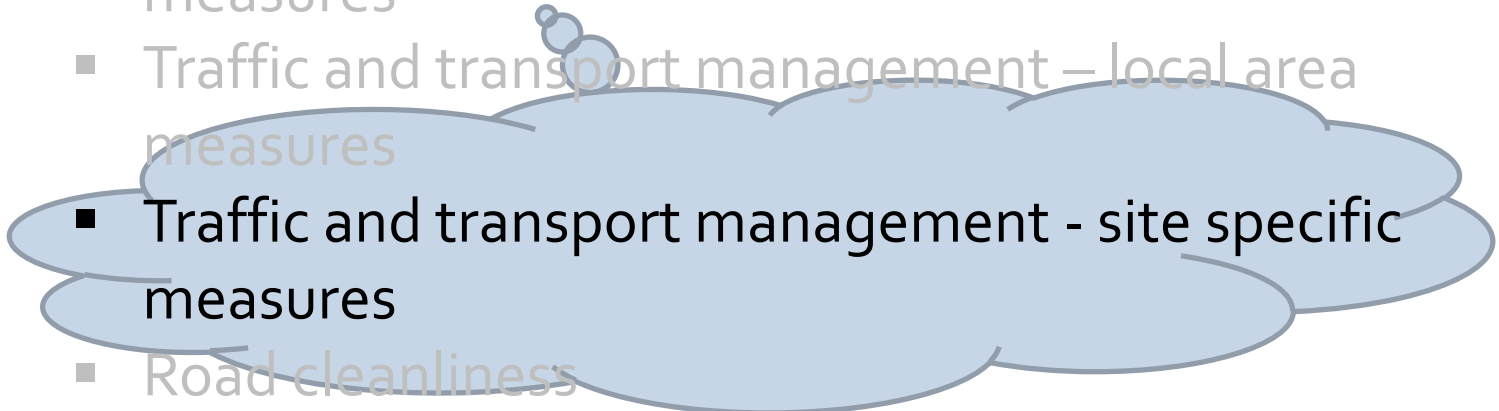 measures
▪ Traffic and transport management – local area
measures
▪ Traffic and transport management - site specific
measures
▪ Road cleanliness